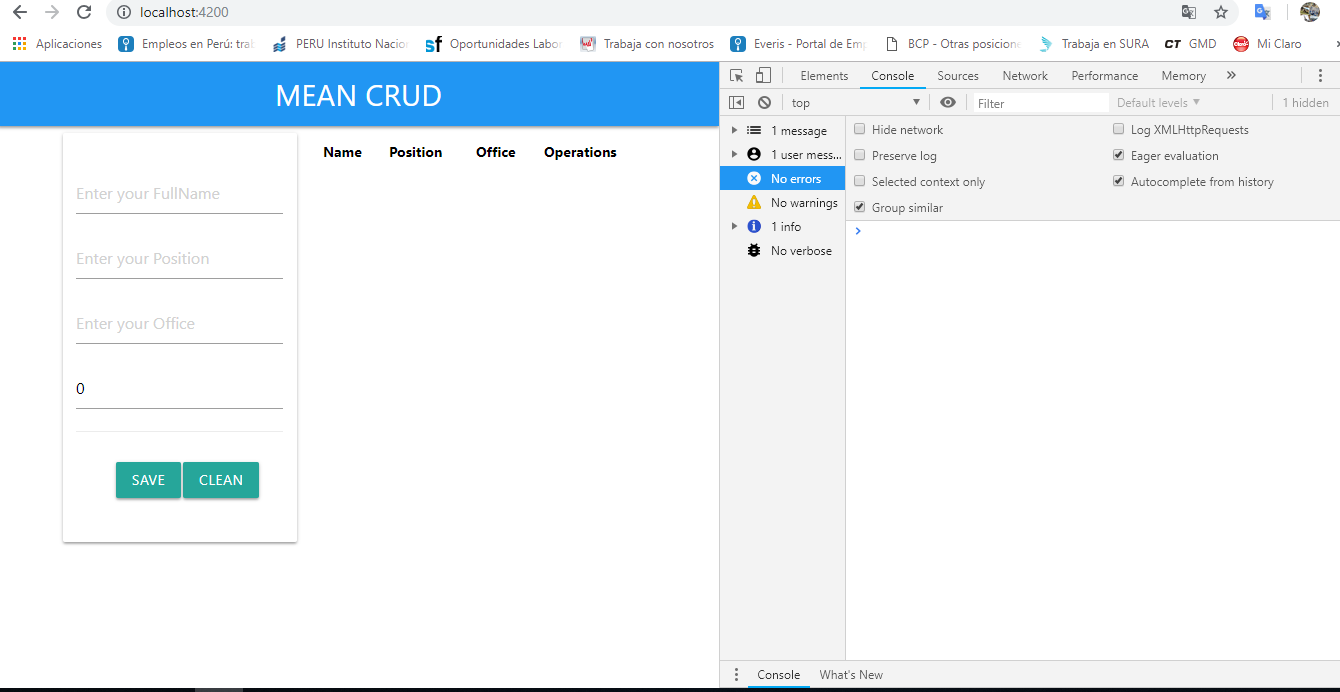 localhost:4200
Aplicaciones
Empleos en Perú: trab
PERU Instituto Nacio
sf Oportunidades Labor
Trabaja con nosotros
Everis - Portal de Em
BCP - Otras posicione
Trabaja en SURA
CT GMD
Mi Claro
MEAN CRUD
Enter your FullName
Enter your Position
Enter your Office
0
SAVE CLEAN
Name Position Office Operations
Elements Console Sources Network Performance Memory »
top Filter Default levels 1 hidden
1 message
1 user mess...
No errors
No warnings
1 info
No verbose
Hide network Log XMLHttpRequests
Preserve log Eager evaluation
Selected context only Autocomplete from history
Group similar
Console What's New